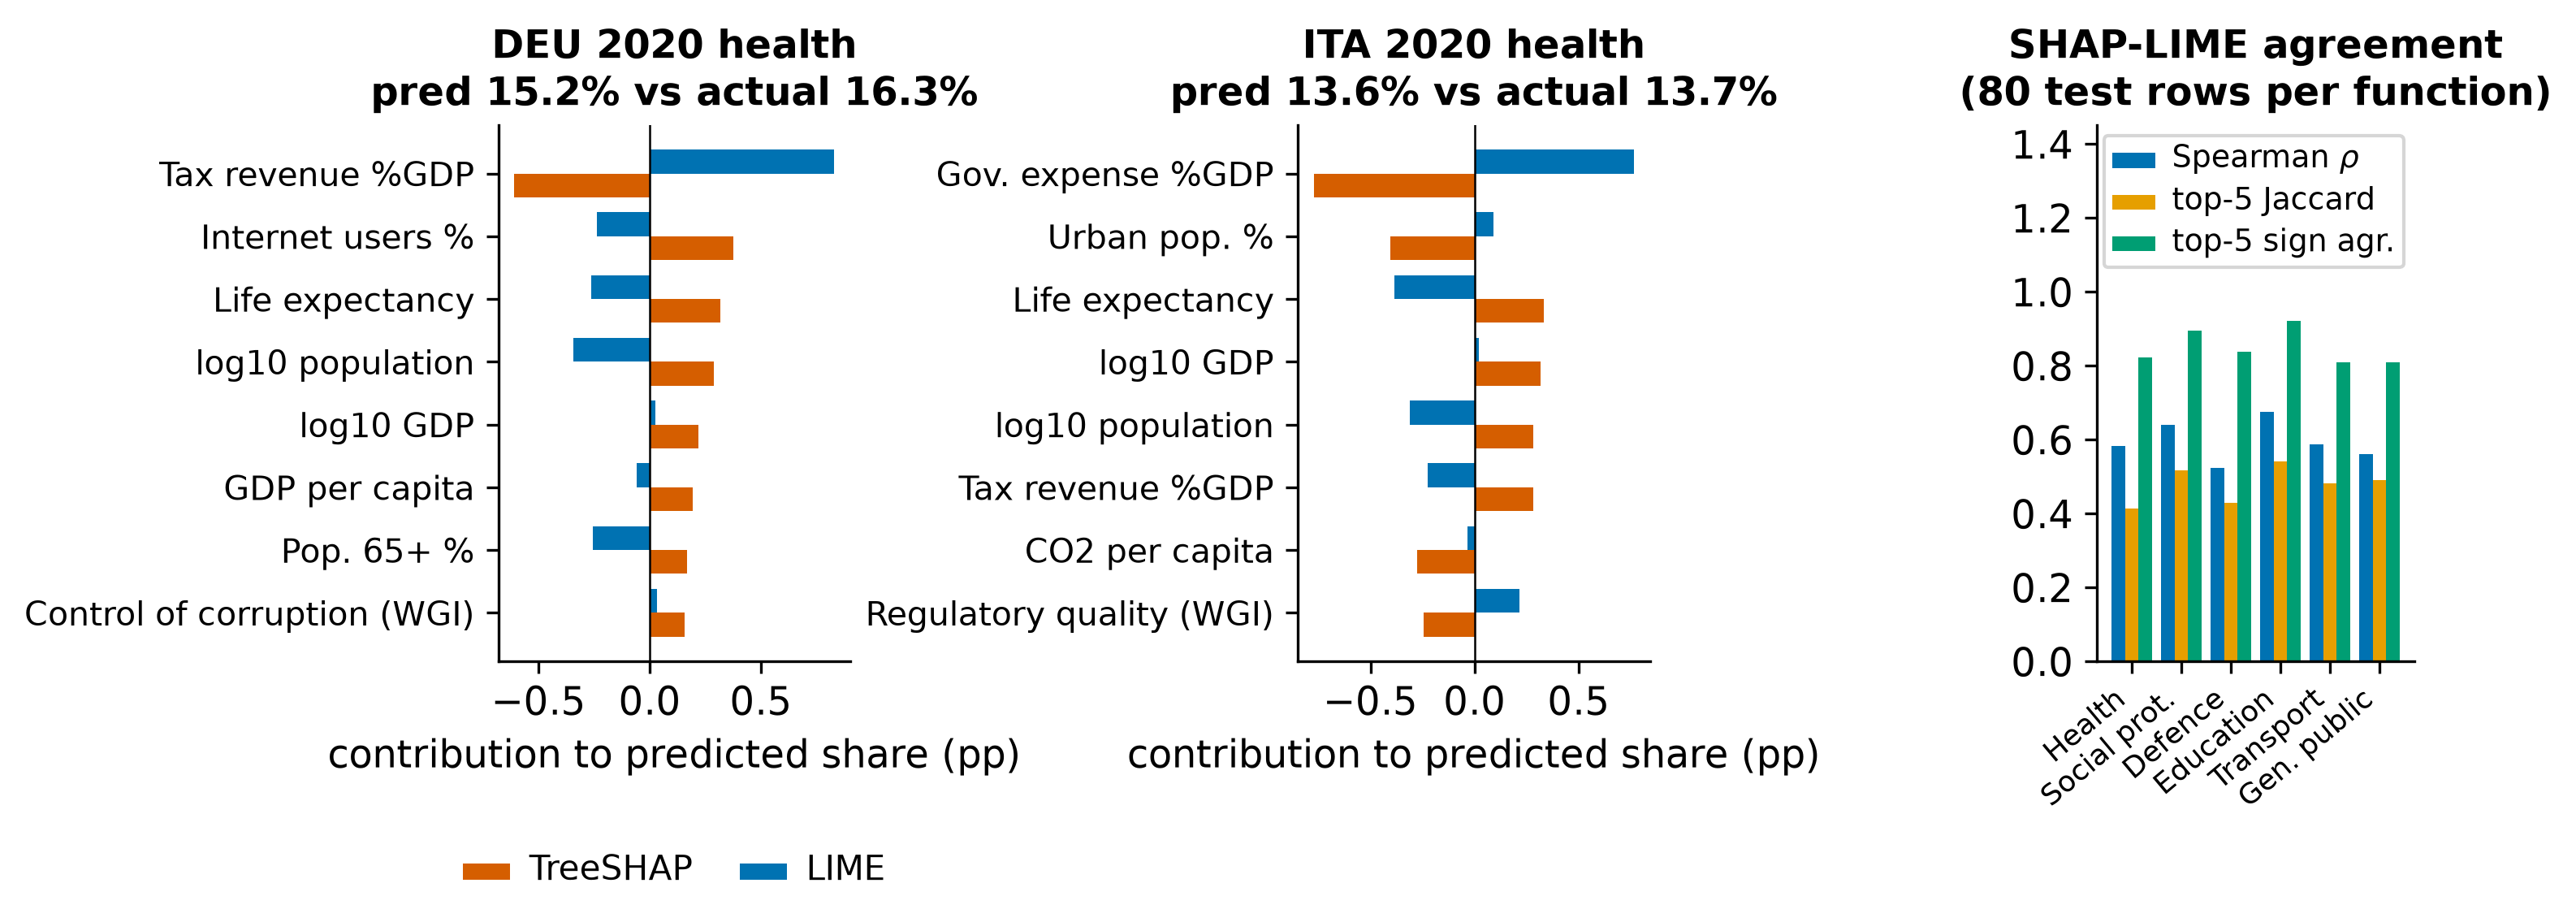 DEU 2020 health
pred 15.2% vs actual 16.3%
Tax revenue %GDP
Internet users %
Life expectancy
log10 population
log10 GDP
GDP per capita
Pop. 65+ %
Control of corruption (WGI)
−0.5 0.0 0.5
contribution to predicted share (pp)
ITA 2020 health
pred 13.6% vs actual 13.7%
Gov. expense %GDP
Urban pop. %
Life expectancy
log10 GDP
log10 population
Tax revenue %GDP
CO2 per capita
Regulatory quality (WGI)
−0.5 0.0 0.5
contribution to predicted share (pp)
SHAP-LIME agreement
(80 test rows per function)
Spearman ρ
top-5 Jaccard
top-5 sign agr.
1.4
1.2
1.0
0.8
0.6
0.4
0.2
0.0
Health
Social prot.
Defence
Education
Transport
Gen. public
TreeSHAP
LIME